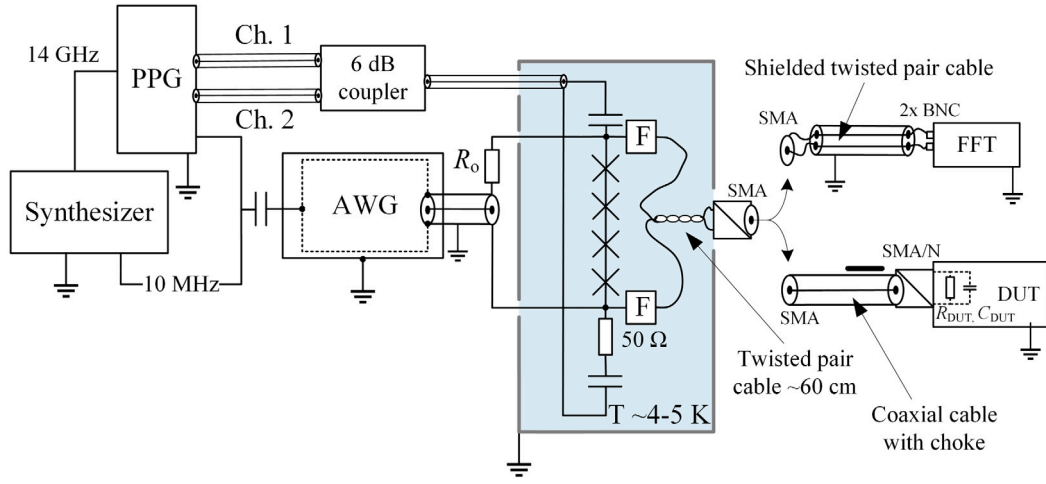 14 GHz
PPG
Ch. 1
Ch. 2
6 dB
coupler
Synthesizer
10 MHz
AWG
Rₒ
F
F
50 Ω
T ~4-5 K
SMA
Twisted pair
cable ~60 cm
Shielded twisted pair cable
SMA
2x BNC
FFT
SMA/N
SMA
DUT
R_DUT, C_DUT
Coaxial cable
with choke